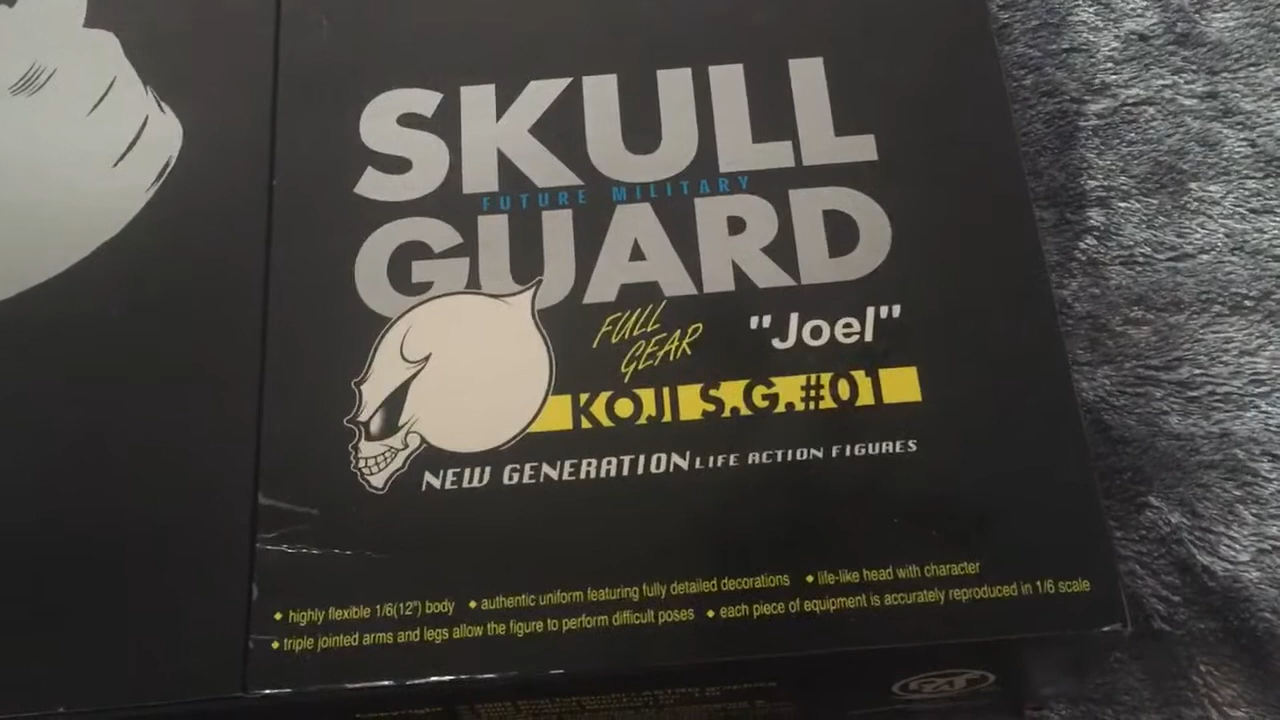 SKULL
FUTURE MILITARY
GUARD
FULL
GEAR
"Joel"
KOJI S.G.#01
NEW GENERATION LIFE ACTION FIGURES
◆ highly flexible 1/6(12") body ◆ authentic uniform featuring fully detailed decorations ◆ life-like head with character
◆ triple jointed arms and legs allow the figure to perform difficult poses ◆ each piece of equipment is accurately reproduced in 1/6 scale